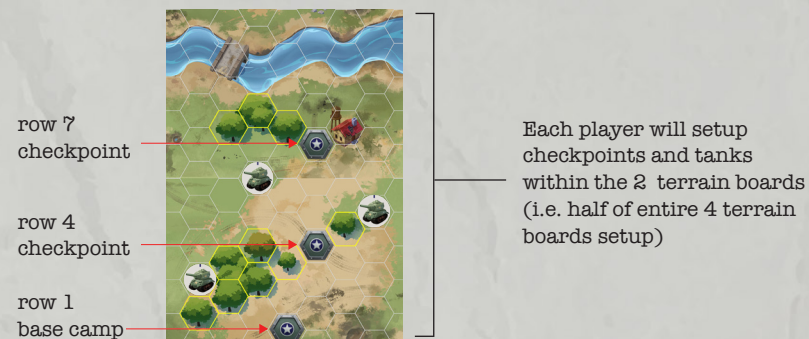 row 7
checkpoint
row 4
checkpoint
row 1
base camp
Each player will setup
checkpoints and tanks
within the 2 terrain boards
(i.e. half of entire 4 terrain
boards setup)